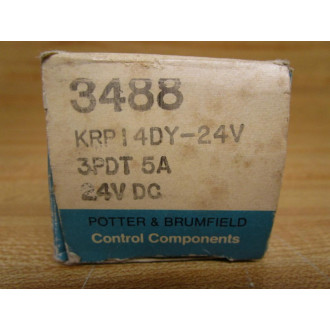 3488
KRP14DY-24V
3PDT 5A
24V DC
POTTER & BRUMFIELD
Control Components